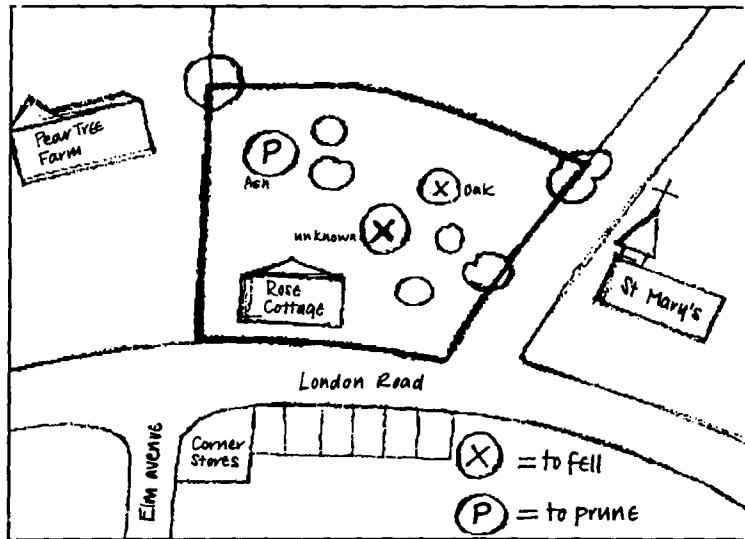 Pear Tree
Farm
P
Ash
X
Oak
unknown
X
Rose
Cottage
St Mary's
London Road
Elm avenue
Corner
Stores
X = to fell
P = to prune